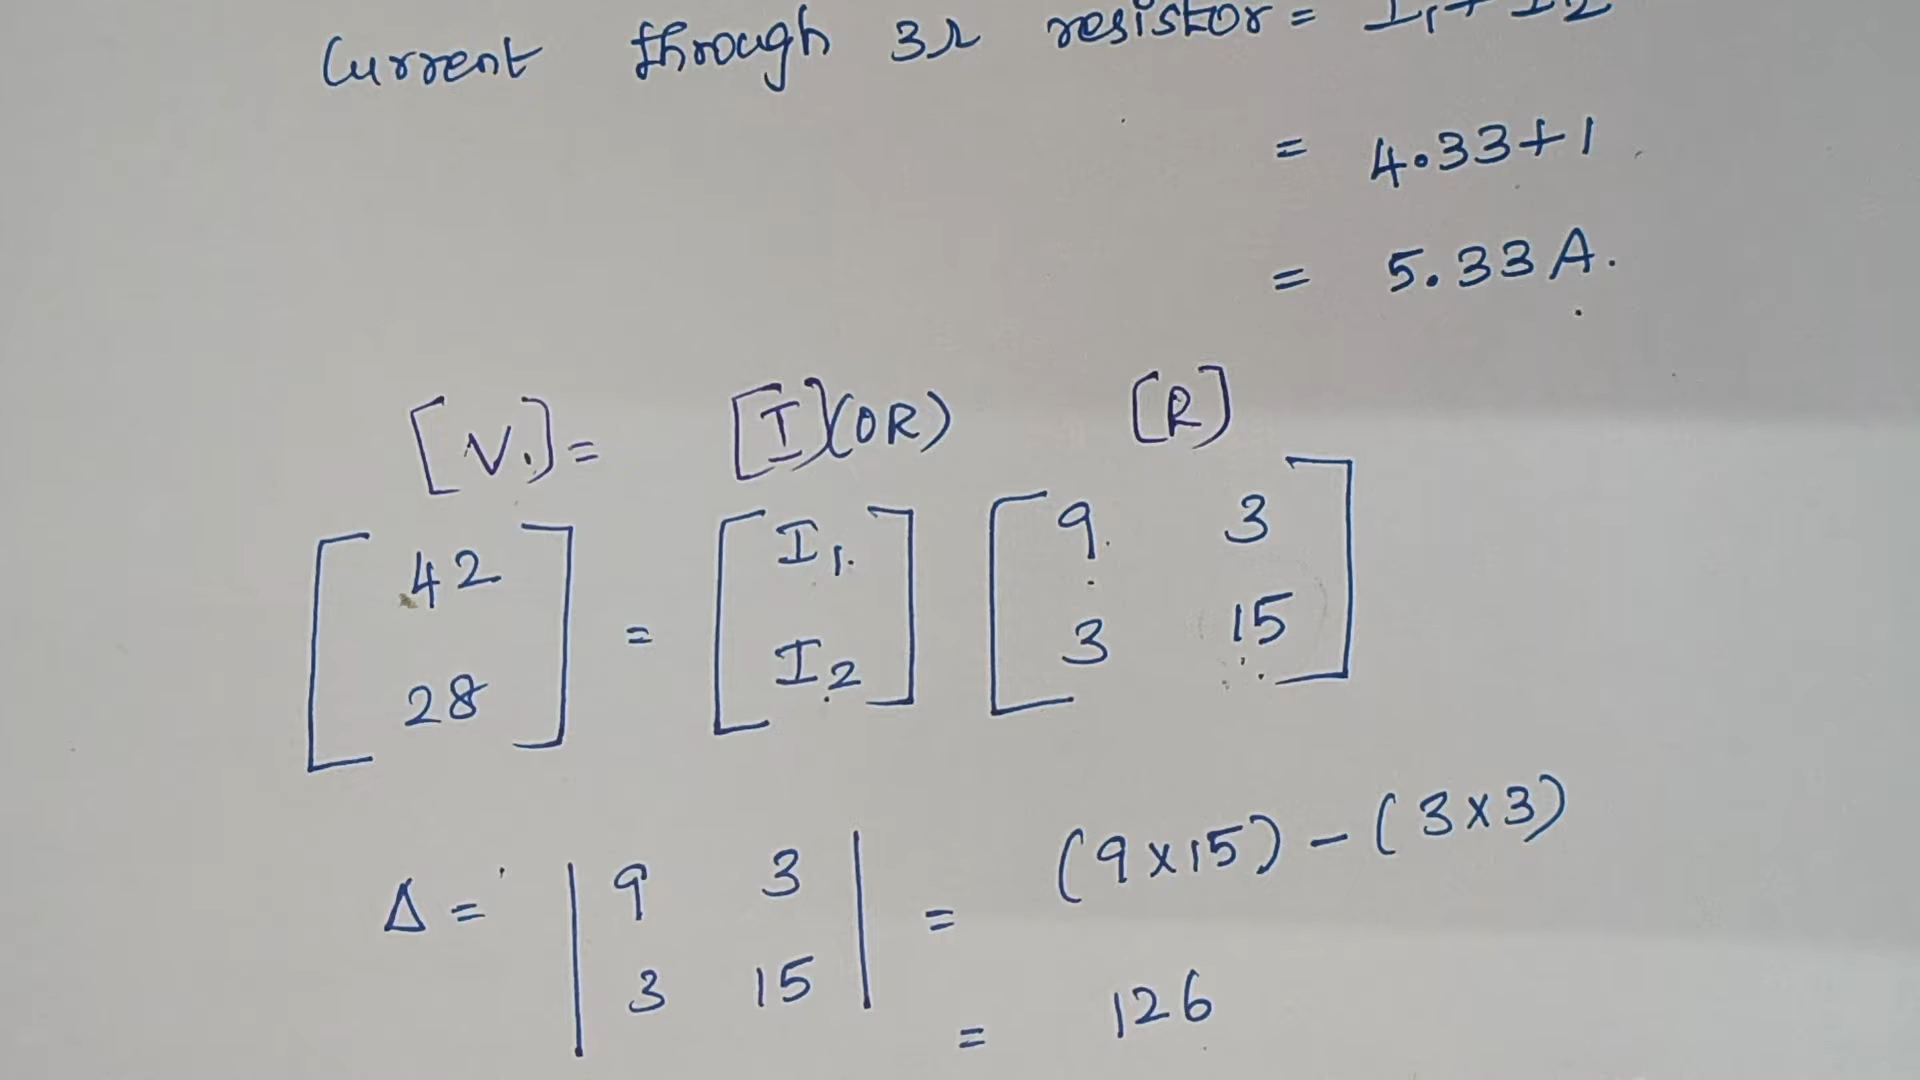 Current through 3Ω resistor = I1 + I2
= 4.33+1
= 5.33 A.
[V.] = [I] (OR) [R]
[42 28] = [I1. I2] [9 3 3 15]
Δ = |9 3 3 15| = (9×15) - (3×3)
= 126